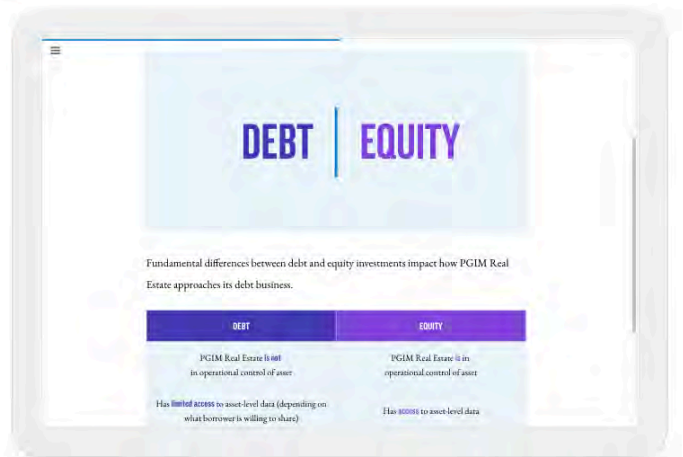 DEBT EQUITY
Fundamental differences between debt and equity investments impact how PGIM Real
Estate approaches its debt business.
DEBT EQUITY
PGIM Real Estate is not
in operational control of asset
PGIM Real Estate is in
operational control of asset
Has limited access to asset-level data (depending on
what borrower is willing to share)
Has access to asset-level data